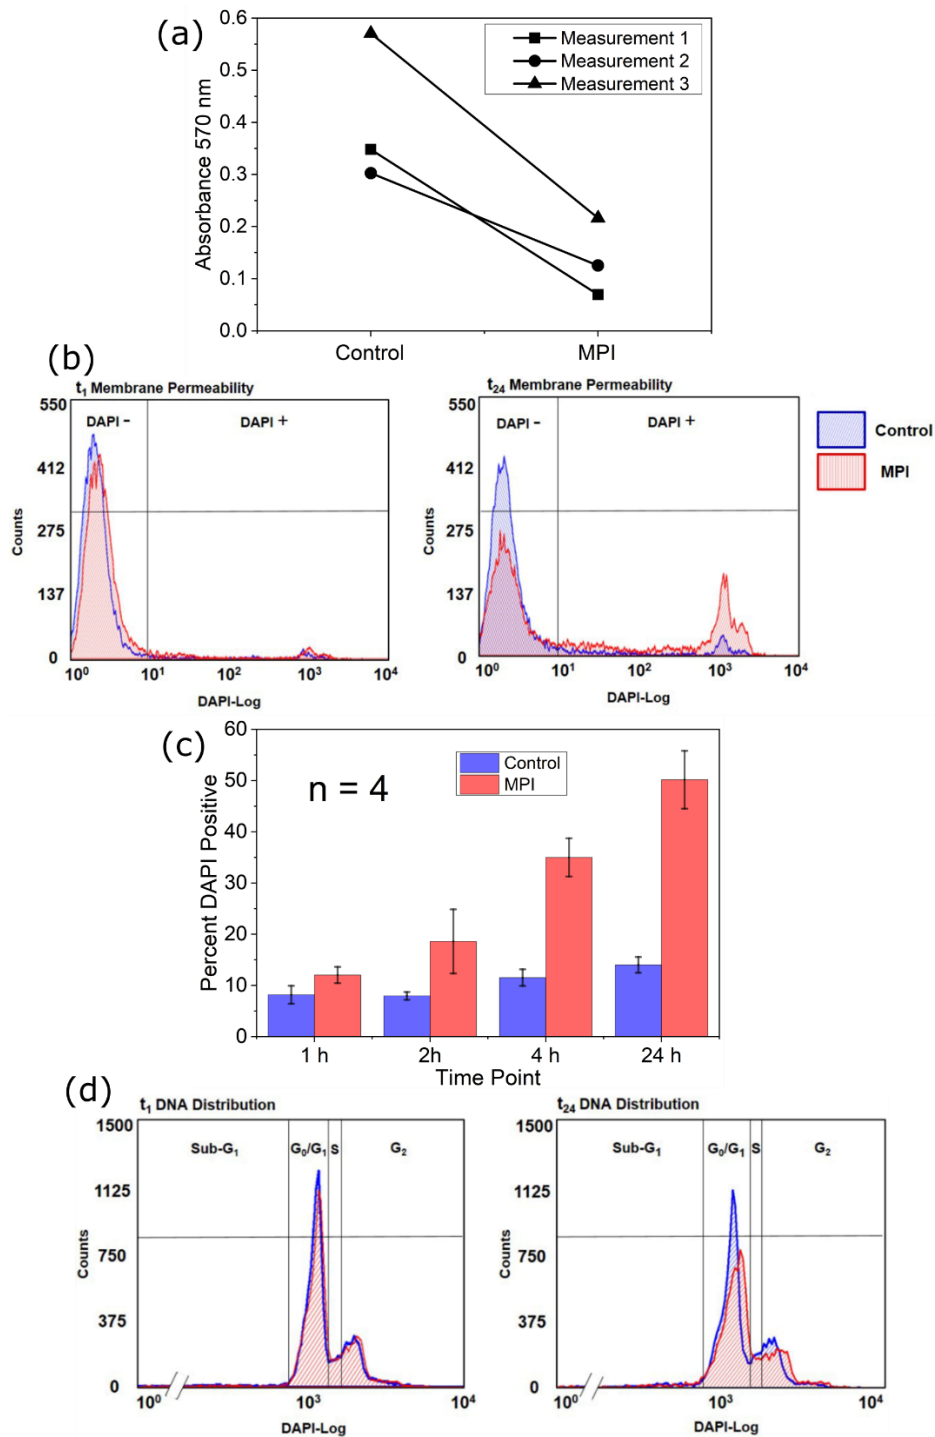 (a)
0.6
0.5
0.4
0.3
0.2
0.1
0.0
Absorbance 570 nm
Measurement 1
Measurement 2
Measurement 3
Control MPI
(b)
t1 Membrane Permeability
550
412
275
137
0
Counts
DAPI - DAPI +
10^0 10^1 10^2 10^3 10^4
DAPI-Log
t24 Membrane Permeability
550
412
275
137
0
Counts
DAPI - DAPI +
10^0 10^1 10^2 10^3 10^4
DAPI-Log
Control
MPI
(c)
60
50
40
30
20
10
0
Percent DAPI Positive
n = 4
Control
MPI
1 h 2h 4 h 24 h
Time Point
(d)
t1 DNA Distribution
1500
1125
750
375
0
Counts
Sub-G1 G0/G1 S G2
10^0 10^3 10^4
DAPI-Log
t24 DNA Distribution
1500
1125
750
375
0
Counts
Sub-G1 G0/G1 S G2
10^0 10^3 10^4
DAPI-Log